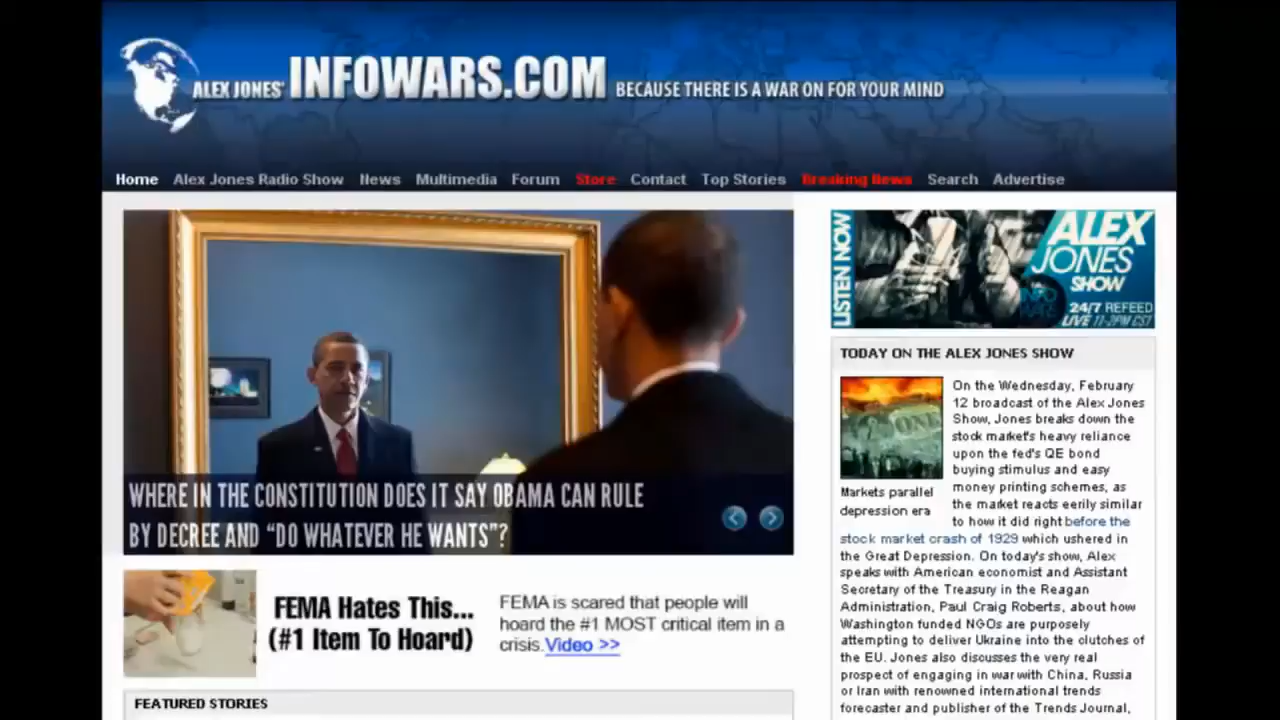 ALEX JONES' INFOWARS.COM BECAUSE THERE IS A WAR ON FOR YOUR MIND
Home Alex Jones Radio Show News Multimedia Forum Store Contact Top Stories Breaking News Search Advertise
WHERE IN THE CONSTITUTION DOES IT SAY OBAMA CAN RULE
BY DECREE AND “DO WHATEVER HE WANTS”?
LISTEN NOW
ALEX
JONES
SHOW
INFO
WARS
24/7 REFEED
LIVE 11-2PM CST
TODAY ON THE ALEX JONES SHOW
Markets parallel
depression era
On the Wednesday, February
12 broadcast of the Alex Jones
Show, Jones breaks down the
stock market's heavy reliance
upon the fed's QE bond
buying stimulus and easy
money printing schemes, as
the market reacts eerily similar
to how it did right before the
stock market crash of 1929 which ushered in
the Great Depression. On today's show, Alex
speaks with American economist and Assistant
Secretary of the Treasury in the Reagan
Administration, Paul Craig Roberts, about how
Washington funded NGOs are purposely
attempting to deliver Ukraine into the clutches of
the EU. Jones also discusses the very real
prospect of engaging in war with China, Russia
or Iran with renowned international trends
forecaster and publisher of the Trends Journal,
FEMA Hates This...
(#1 Item To Hoard)
FEMA is scared that people will
hoard the #1 MOST critical item in a
crisis. Video >>
FEATURED STORIES